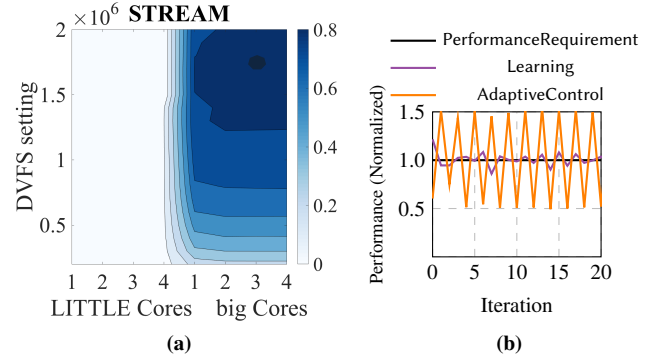 STREAM
×10⁶
2
1.5
1
0.5
DVFS setting
1 2 3 4 1 2 3 4
LITTLE Cores big Cores
0.8
0.6
0.4
0.2
0
(a)
PerformanceRequirement
Learning
AdaptiveControl
Performance (Normalized)
1.5
1.0
0.5
0 5 10 15 20
Iteration
(b)